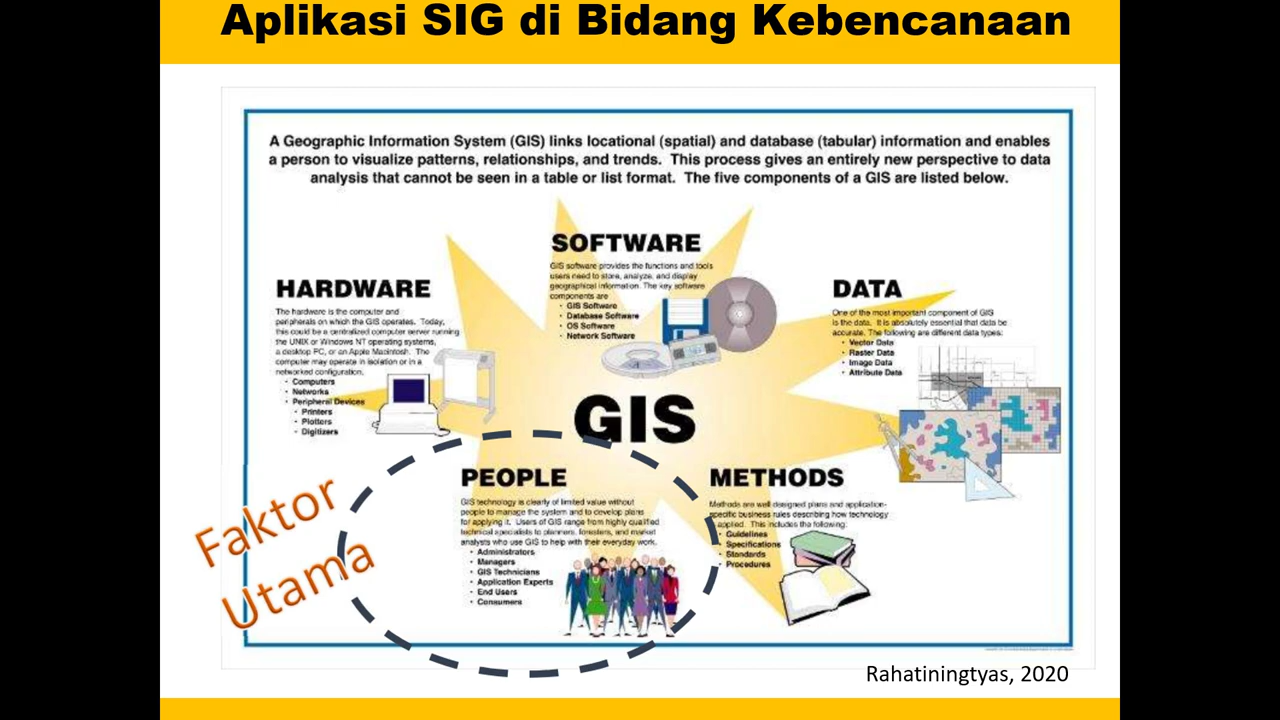 Aplikasi SIG di Bidang Kebencanaan
A Geographic Information System (GIS) links locational (spatial) and database (tabular) information and enables
a person to visualize patterns, relationships, and trends. This process gives an entirely new perspective to data
analysis that cannot be seen in a table or list format. The five components of a GIS are listed below.
SOFTWARE
GIS software provides the functions and tools
users need to store, analyze, and display
geographical information. The key software
components are
• GIS Software
• Database Software
• OS Software
• Network Software
HARDWARE
The hardware is the computer and
peripherals on which the GIS operates. Today,
this could be a centralized computer server running
the UNIX or Windows NT operating systems,
a desktop PC, or an Apple Macintosh. The
computer may operate in isolation or in a
networked configuration.
• Computers
• Networks
• Peripheral Devices
• Printers
• Plotters
• Digitizers
DATA
One of the most important component of GIS
is the data. It is absolutely essential that data be
accurate. The following are different data types:
• Vector Data
• Raster Data
• Image Data
• Attribute Data
GIS
PEOPLE
GIS technology is clearly of limited value without
people to manage the system and to develop plans
for applying it. Users of GIS range from highly qualified
technical specialists to planners, foresters, and market
analysts who use GIS to help with their everyday work.
• Administrators
• Managers
• GIS Technicians
• Application Experts
• End Users
• Consumers
METHODS
Methods are well designed plans and application-
specific business rules describing how technology
applied. This includes the following:
• Guidelines
• Specifications
• Standards
• Procedures
Faktor
Utama
Rahatiningtyas, 2020